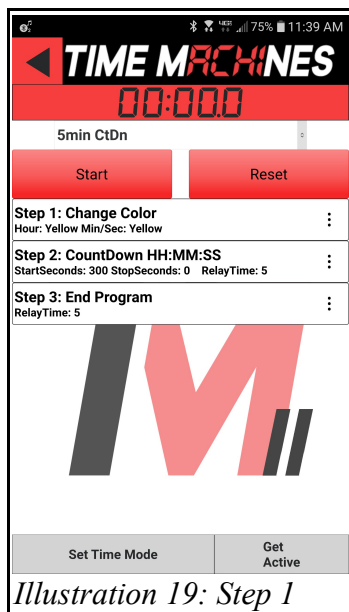 75% 11:39 AM
TIME MACHINES
00:00.0
5min CtDn
Start Reset
Step 1: Change Color
Hour: Yellow Min/Sec: Yellow
Step 2: CountDown HH:MM:SS
StartSeconds: 300 StopSeconds: 0 RelayTime: 5
Step 3: End Program
RelayTime: 5
Set Time Mode Get
Active
Illustration 19: Step 1